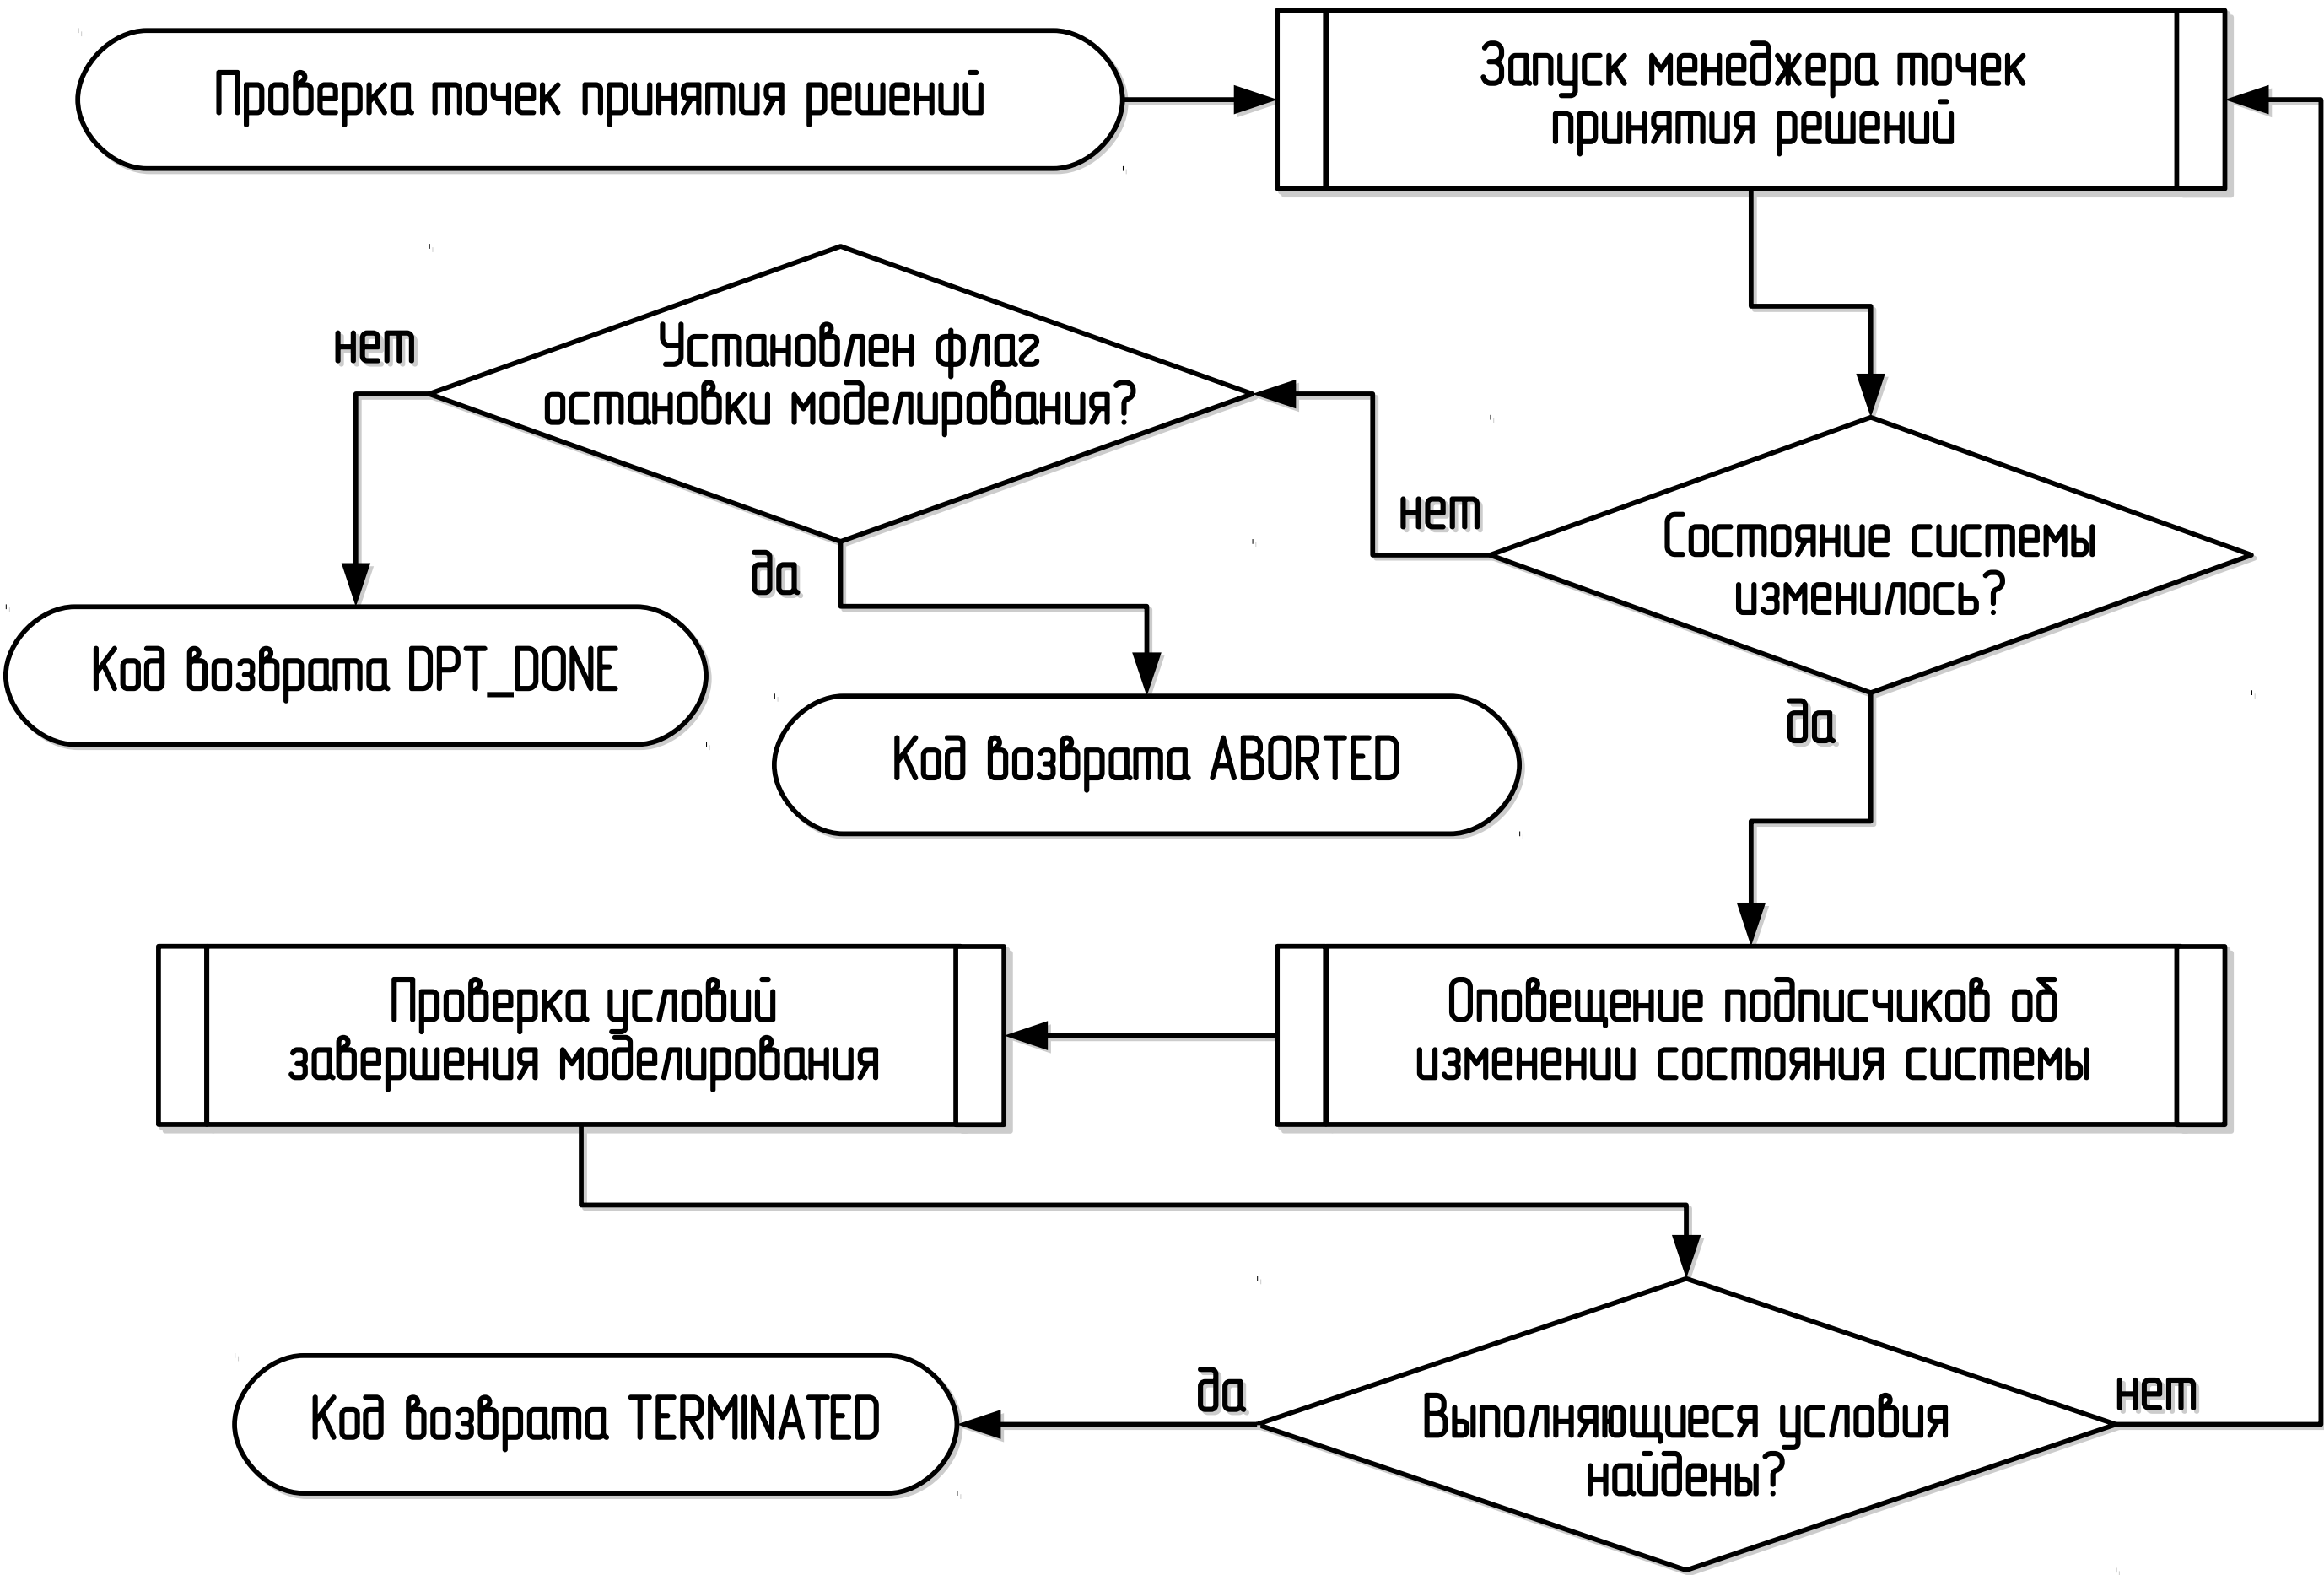 Проверка точек принятия решений
Запуск менеджера точек
принятия решений
нет
Установлен флаг
остановки моделирования?
нет
Состояние системы
изменилось?
да
Код возврата DPT_DONE
да
Код возврата ABORTED
Проверка условий
завершения моделирования
Оповещение подписчиков об
изменении состояния системы
да
нет
Код возврата TERMINATED
Выполняющиеся условия
найдены?